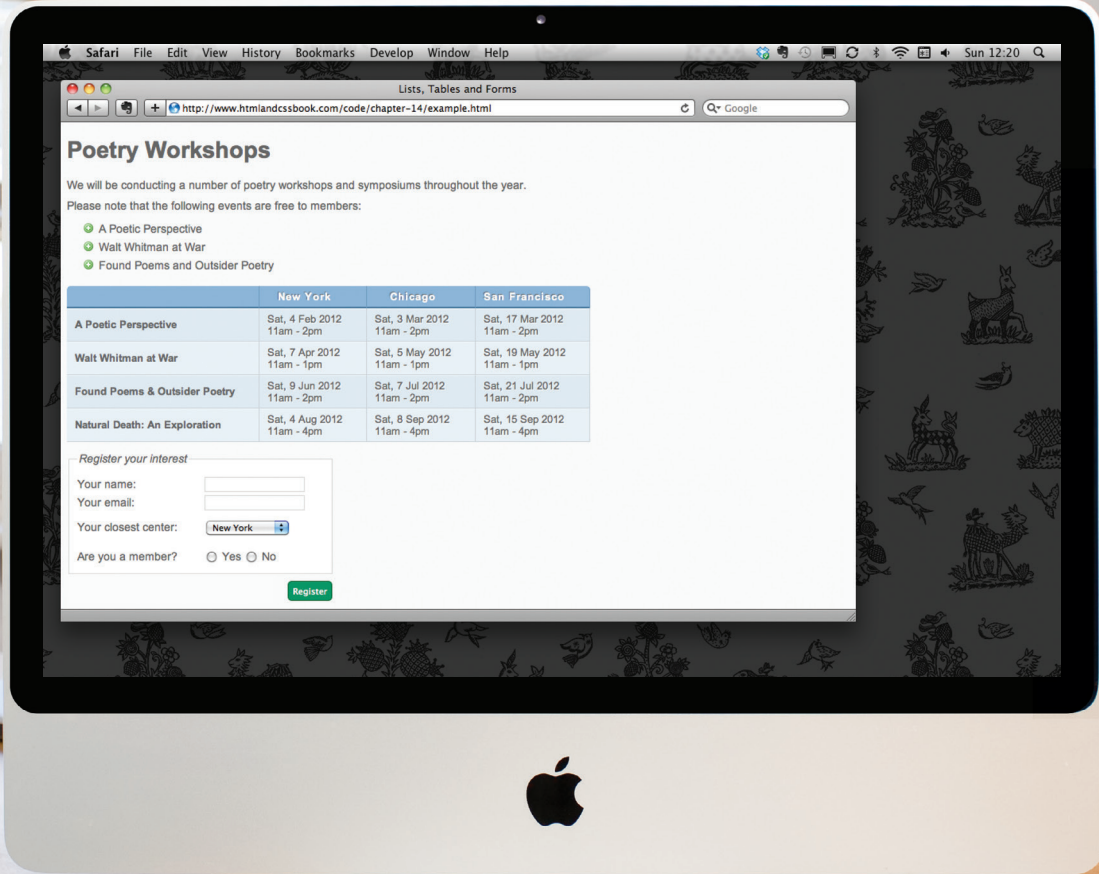 Safari File Edit View History Bookmarks Develop Window Help Sun 12:20
Lists, Tables and Forms
http://www.htmlandcssbook.com/code/chapter-14/example.html Google
Poetry Workshops
We will be conducting a number of poetry workshops and symposiums throughout the year.
Please note that the following events are free to members:
A Poetic Perspective
Walt Whitman at War
Found Poems and Outsider Poetry
New York Chicago San Francisco
A Poetic Perspective Sat, 4 Feb 2012 Sat, 3 Mar 2012 Sat, 17 Mar 2012
11am - 2pm 11am - 2pm 11am - 2pm
Walt Whitman at War Sat, 7 Apr 2012 Sat, 5 May 2012 Sat, 19 May 2012
11am - 1pm 11am - 1pm 11am - 1pm
Found Poems & Outsider Poetry Sat, 9 Jun 2012 Sat, 7 Jul 2012 Sat, 21 Jul 2012
11am - 2pm 11am - 2pm 11am - 2pm
Natural Death: An Exploration Sat, 4 Aug 2012 Sat, 8 Sep 2012 Sat, 15 Sep 2012
11am - 4pm 11am - 4pm 11am - 4pm
Register your interest
Your name:
Your email:
Your closest center: New York
Are you a member? Yes No
Register